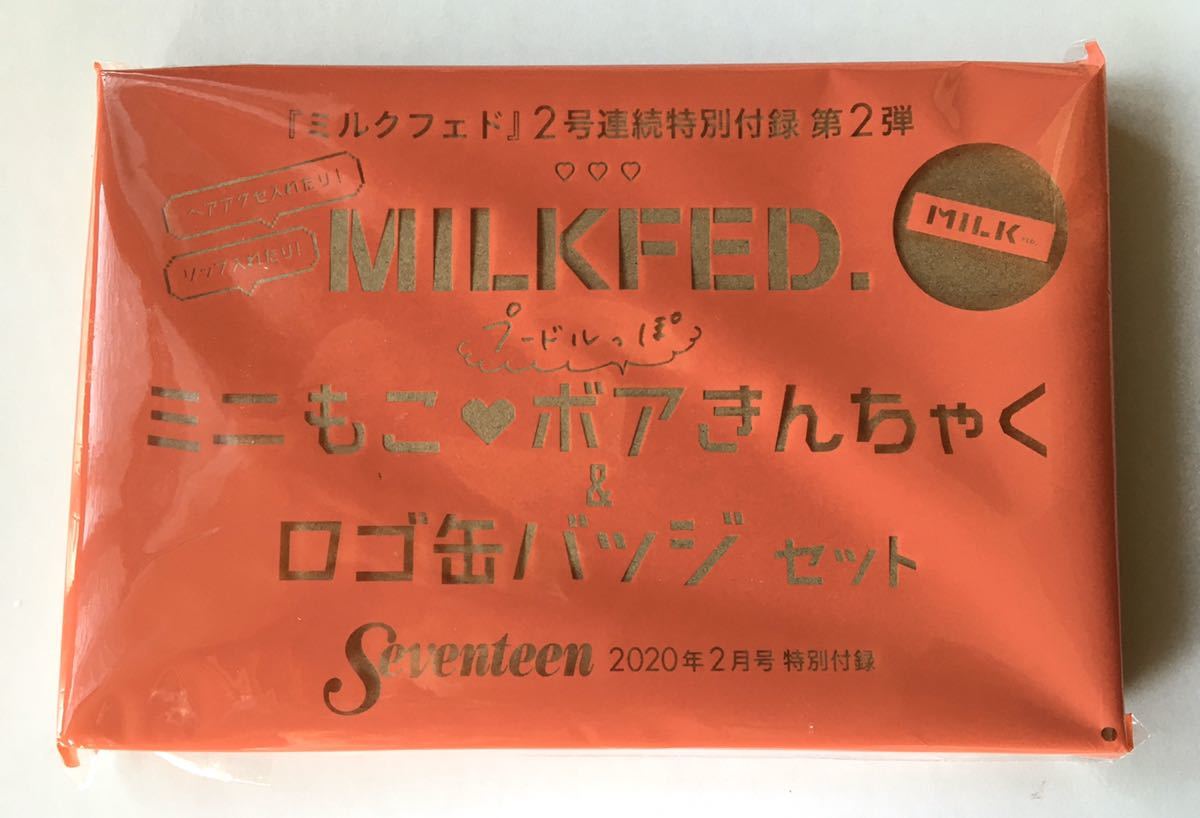 『ミルクフェド』2号連続特別付録 第2弾
♡♡♡
ヘアアクセ入れたり!
リップ入れたり!
MILKFED.
MILK FED.
プードルっぽ
ミニもこ♥ボアきんちゃく
&
ロゴ缶バッジ セット
Seventeen 2020年2月号 特別付録